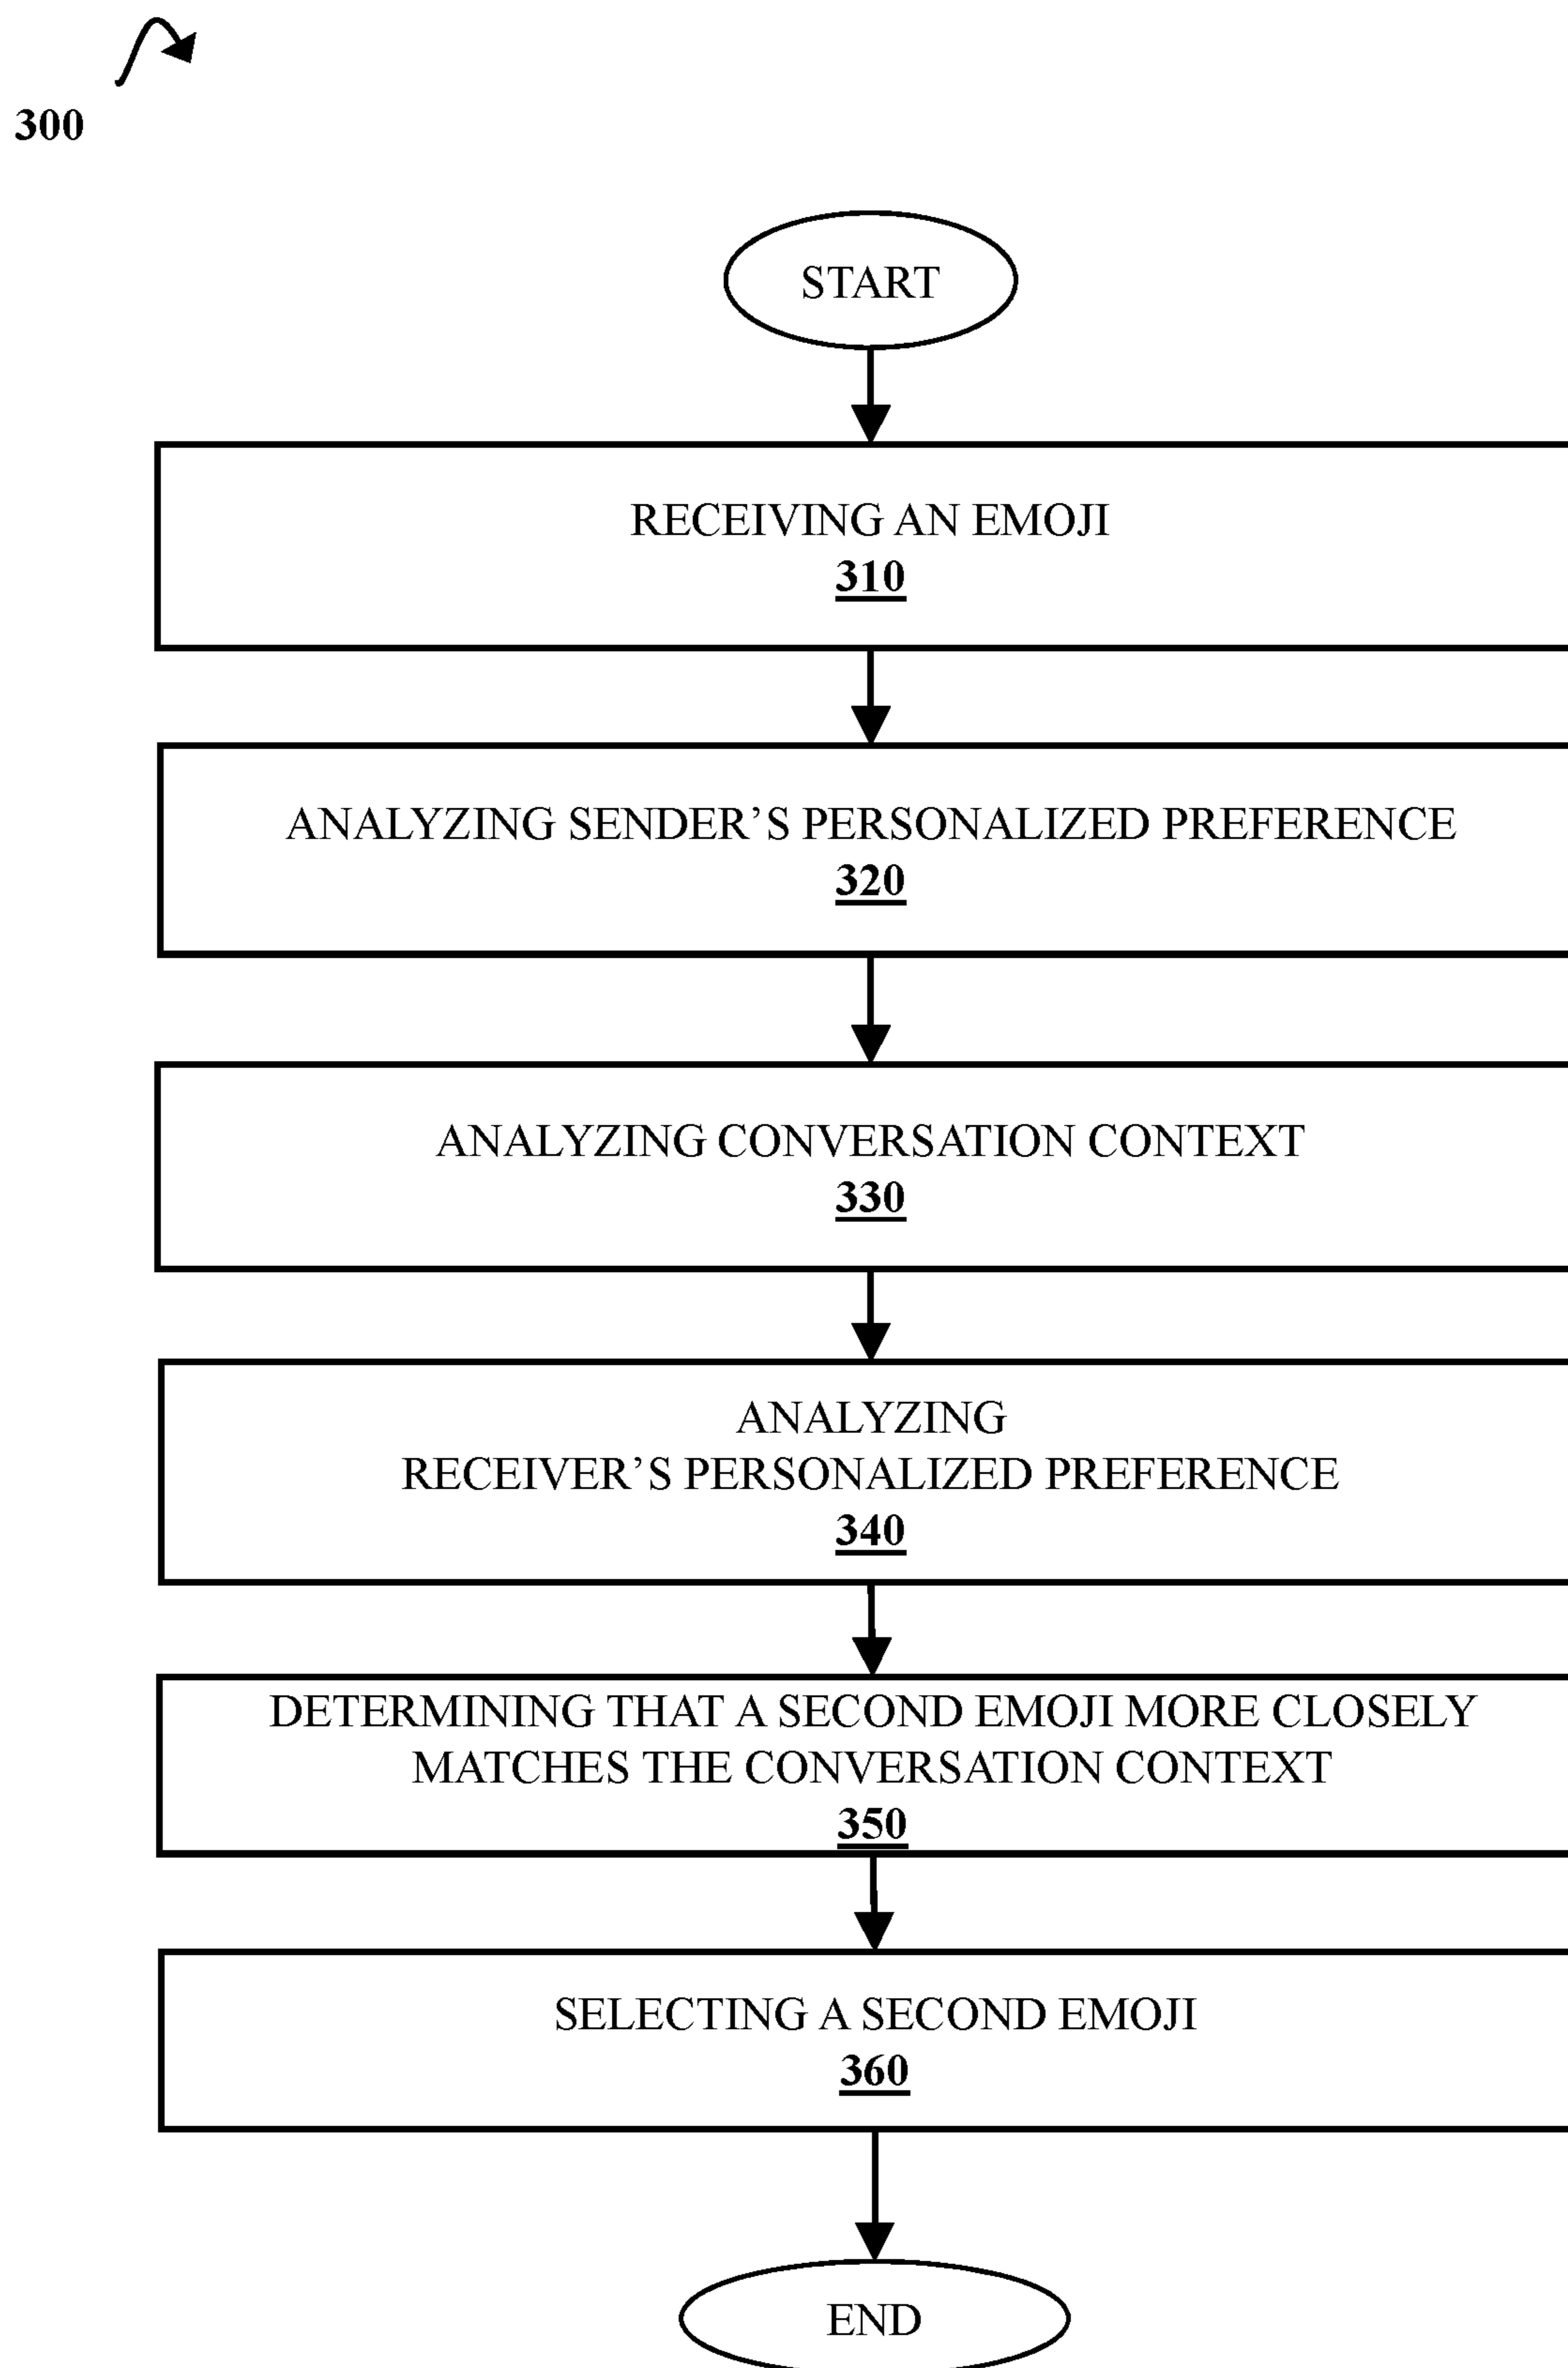 300
START
RECEIVING AN EMOJI
310
ANALYZING SENDER’S PERSONALIZED PREFERENCE
320
ANALYZING CONVERSATION CONTEXT
330
ANALYZING
RECEIVER’S PERSONALIZED PREFERENCE
340
DETERMINING THAT A SECOND EMOJI MORE CLOSELY
MATCHES THE CONVERSATION CONTEXT
350
SELECTING A SECOND EMOJI
360
END